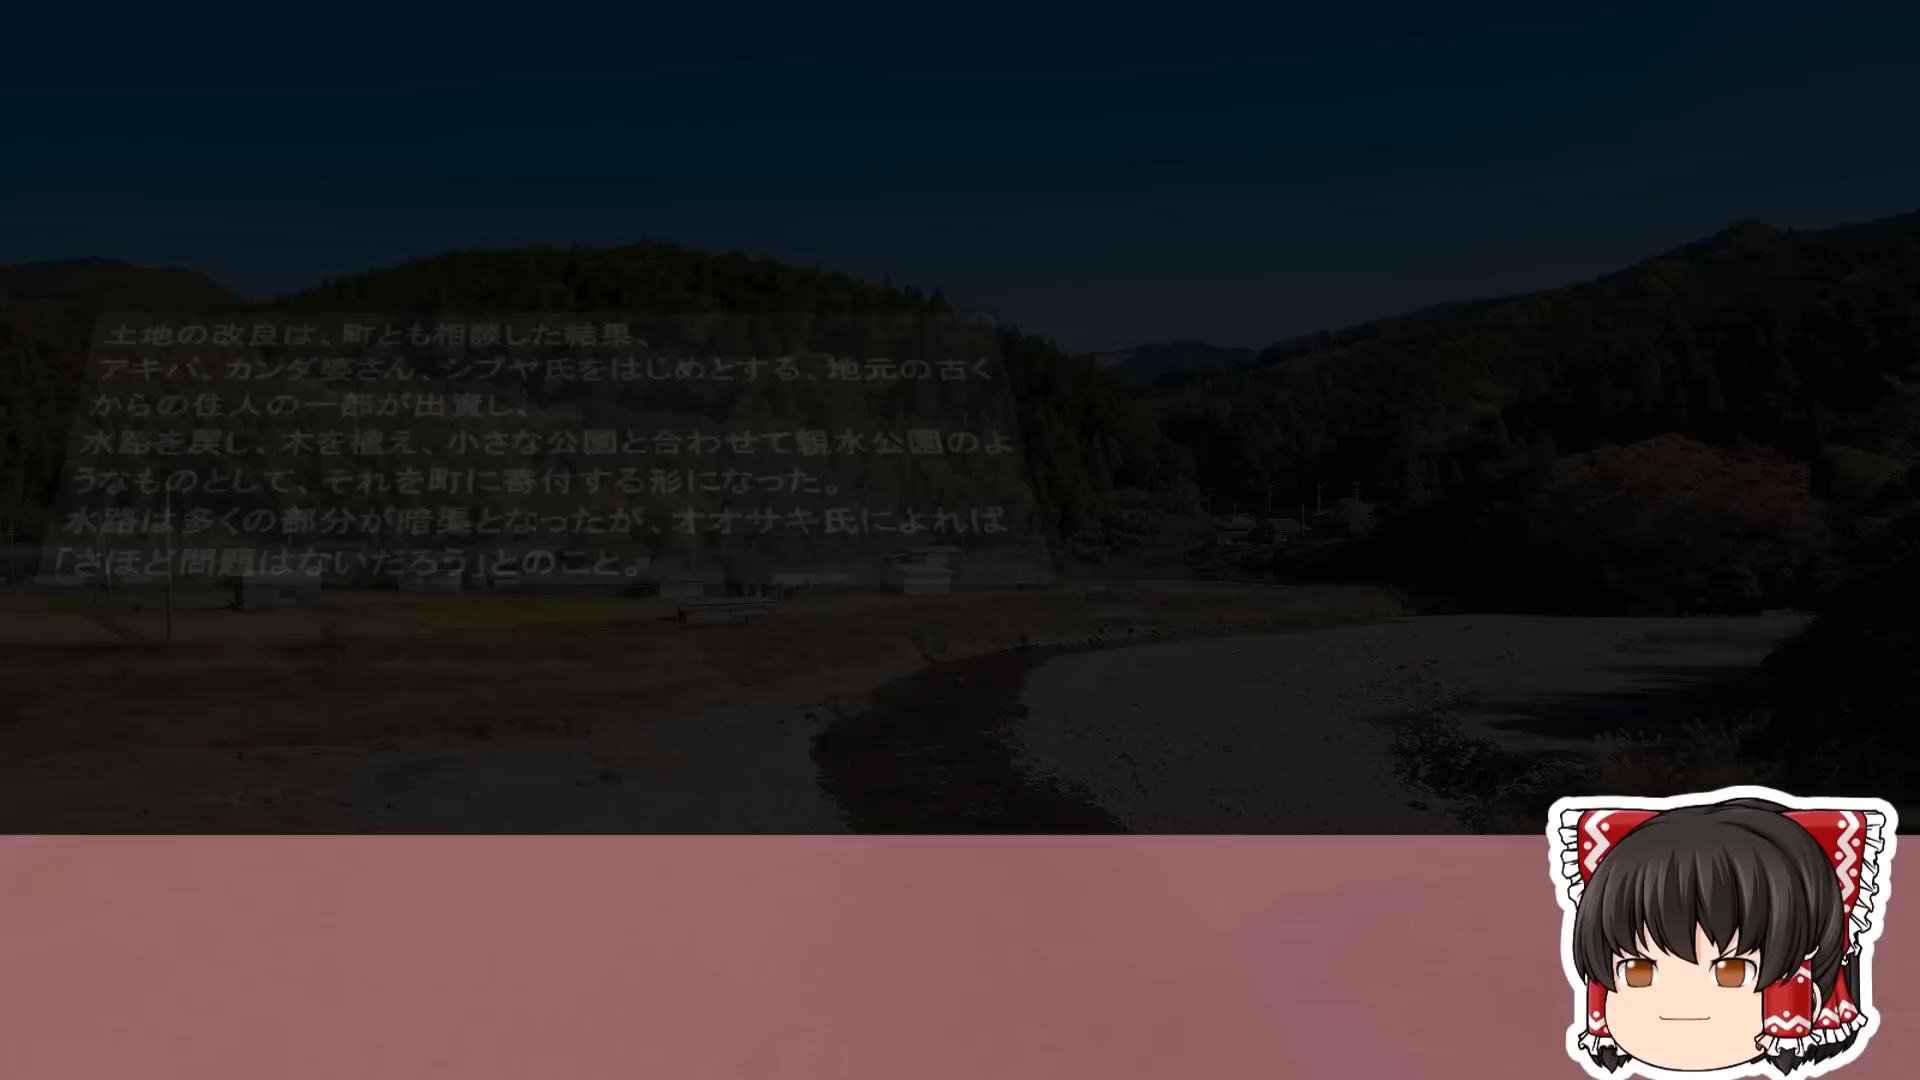 土地の改良は、町とも相談した結果、
アキバ、カンダ婆さん、シブヤ氏をはじめとする、地元の古く
からの住人の一部が出資し、
水路を戻し、木を植え、小さな公園と合わせて親水公園のよ
うなものとして、それを町に寄付する形になった。
水路は多くの部分が暗渠となったが、オオサキ氏によれば
「さほど問題はないだろう」とのこと。